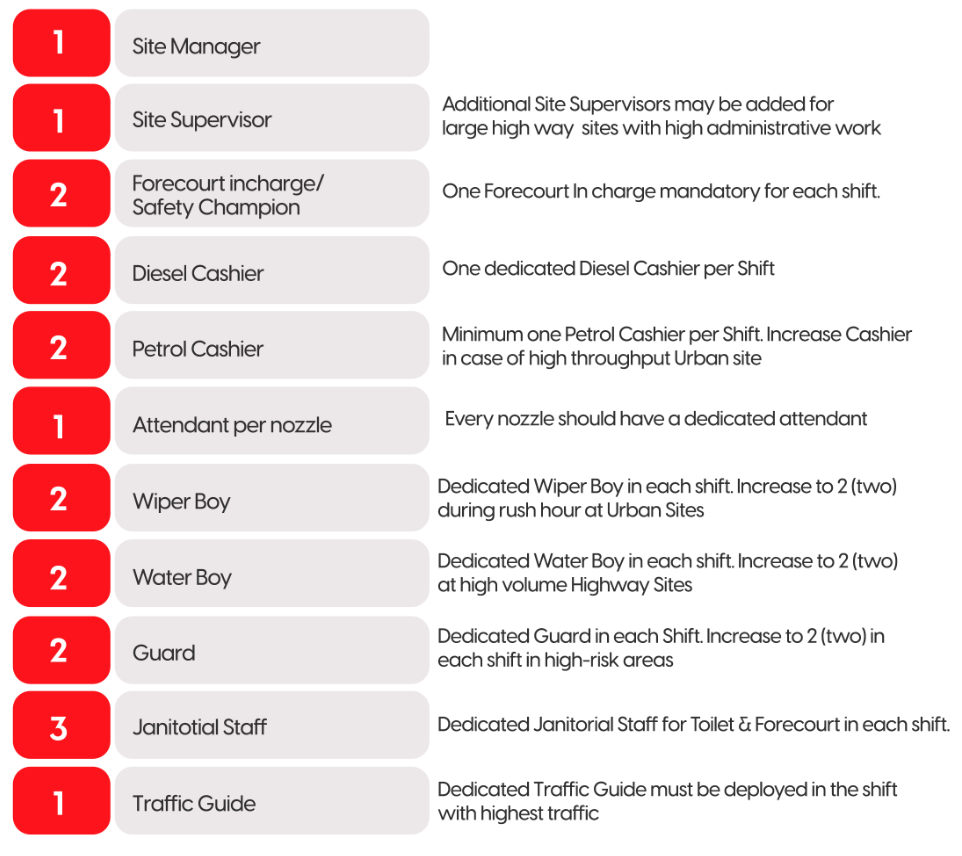 1 Site Manager
1 Site Supervisor
Additional Site Supervisors may be added for
large high way sites with high administrative work
2 Forecourt incharge/
Safety Champion
One Forecourt In charge mandatory for each shift.
2 Diesel Cashier
One dedicated Diesel Cashier per Shift
2 Petrol Cashier
Minimum one Petrol Cashier per Shift. Increase Cashier
in case of high throughput Urban site
1 Attendant per nozzle
Every nozzle should have a dedicated attendant
2 Wiper Boy
Dedicated Wiper Boy in each shift. Increase to 2 (two)
during rush hour at Urban Sites
2 Water Boy
Dedicated Water Boy in each shift. Increase to 2 (two)
at high volume Highway Sites
2 Guard
Dedicated Guard in each Shift. Increase to 2 (two) in
each shift in high-risk areas
3 Janitotial Staff
Dedicated Janitorial Staff for Toilet & Forecourt in each shift.
1 Traffic Guide
Dedicated Traffic Guide must be deployed in the shift
with highest traffic